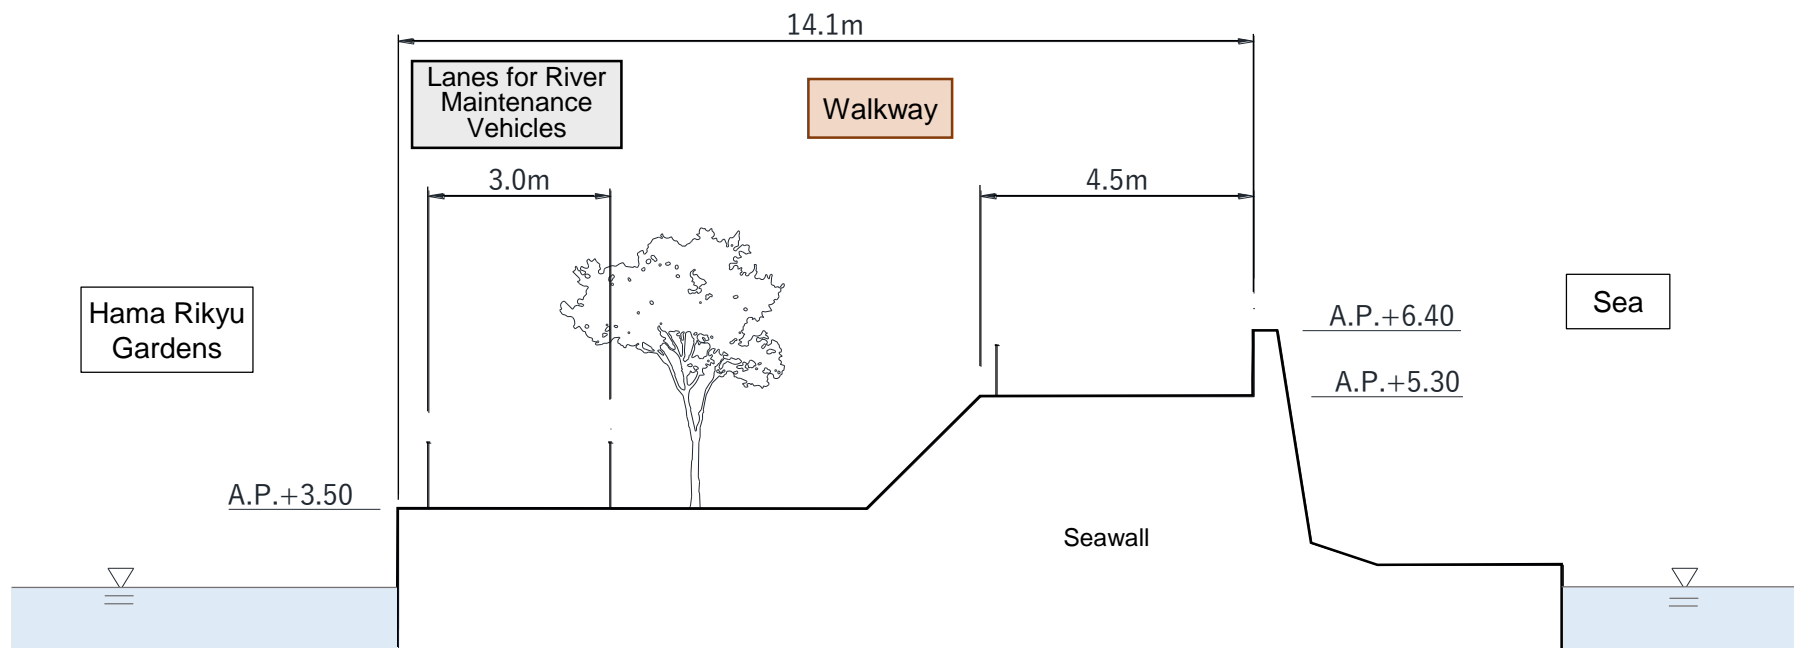 14.1m
Lanes for River
Maintenance
Vehicles
Walkway
3.0m
4.5m
Hama Rikyu
Gardens
Sea
A.P.+6.40
A.P.+5.30
A.P.+3.50
Seawall